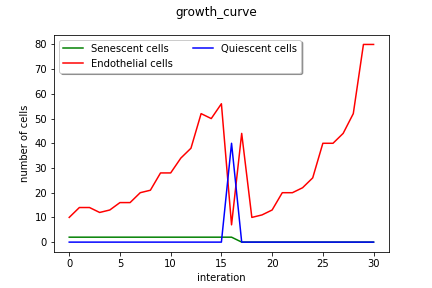 growth_curve
Senescent cells
Endothelial cells
Quiescent cells
number of cells
80
70
60
50
40
30
20
10
0
0 5 10 15 20 25 30
interation